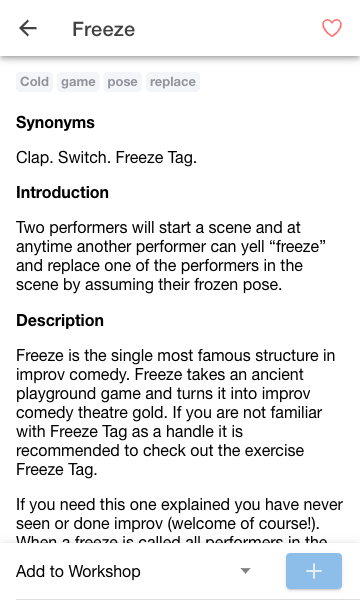 Freeze
Cold game pose replace
Synonyms
Clap. Switch. Freeze Tag.
Introduction
Two performers will start a scene and at
anytime another performer can yell “freeze”
and replace one of the performers in the
scene by assuming their frozen pose.
Description
Freeze is the single most famous structure in
improv comedy. Freeze takes an ancient
playground game and turns it into improv
comedy theatre gold. If you are not familiar
with Freeze Tag as a handle it is
recommended to check out the exercise
Freeze Tag.
If you need this one explained you have never
seen or done improv (welcome of course!).
When a freeze is called all performers in the
Add to Workshop